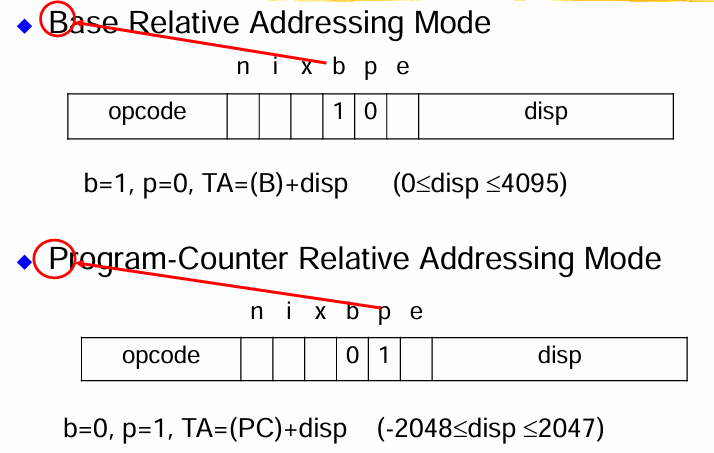 Base Relative Addressing Mode
n i x b p e
opcode 1 0 disp
b=1, p=0, TA=(B)+disp (0≤disp ≤4095)
Program-Counter Relative Addressing Mode
n i x b p e
opcode 0 1 disp
b=0, p=1, TA=(PC)+disp (-2048≤disp ≤2047)